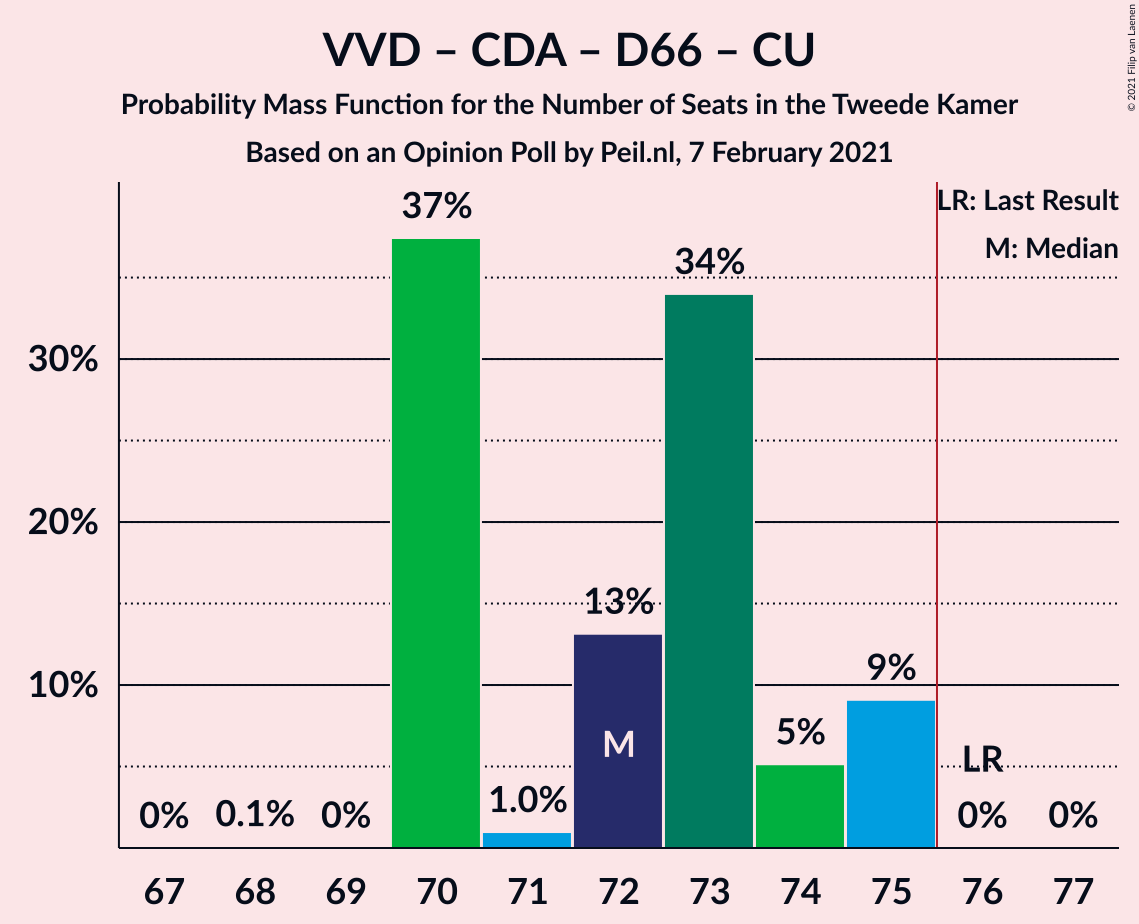 VVD – CDA – D66 – CU
Probability Mass Function for the Number of Seats in the Tweede Kamer
Based on an Opinion Poll by Peil.nl, 7 February 2021
© 2021 Filip van Laenen
LR: Last Result
M: Median
37%
34%
30%
20%
13%
10%
9%
5%
M
LR
1.0%
0%
0.1%
0%
0%
0%
67 68 69 70 71 72 73 74 75 76 77